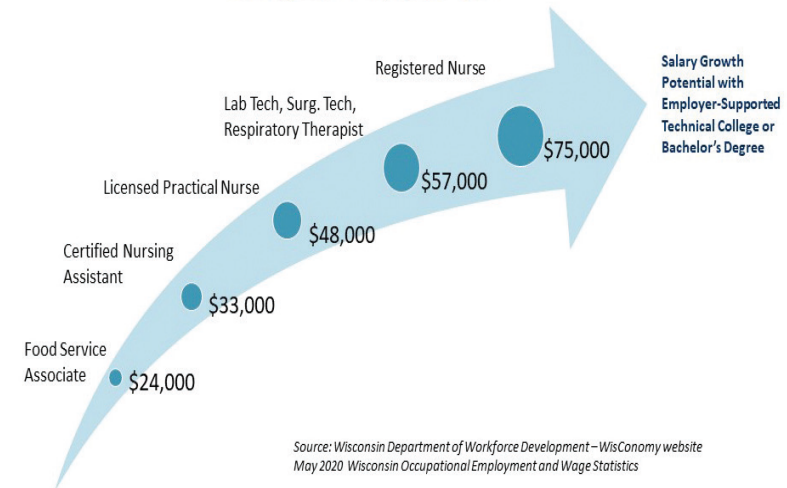 Salary Growth
Potential with
Employer-Supported
Technical College or
Bachelor's Degree
Registered Nurse
$75,000
Lab Tech, Surg. Tech,
Respiratory Therapist
$57,000
Licensed Practical Nurse
$48,000
Certified Nursing
Assistant
$33,000
Food Service
Associate
$24,000
Source: Wisconsin Department of Workforce Development – WisConomy website
May 2020 Wisconsin Occupational Employment and Wage Statistics